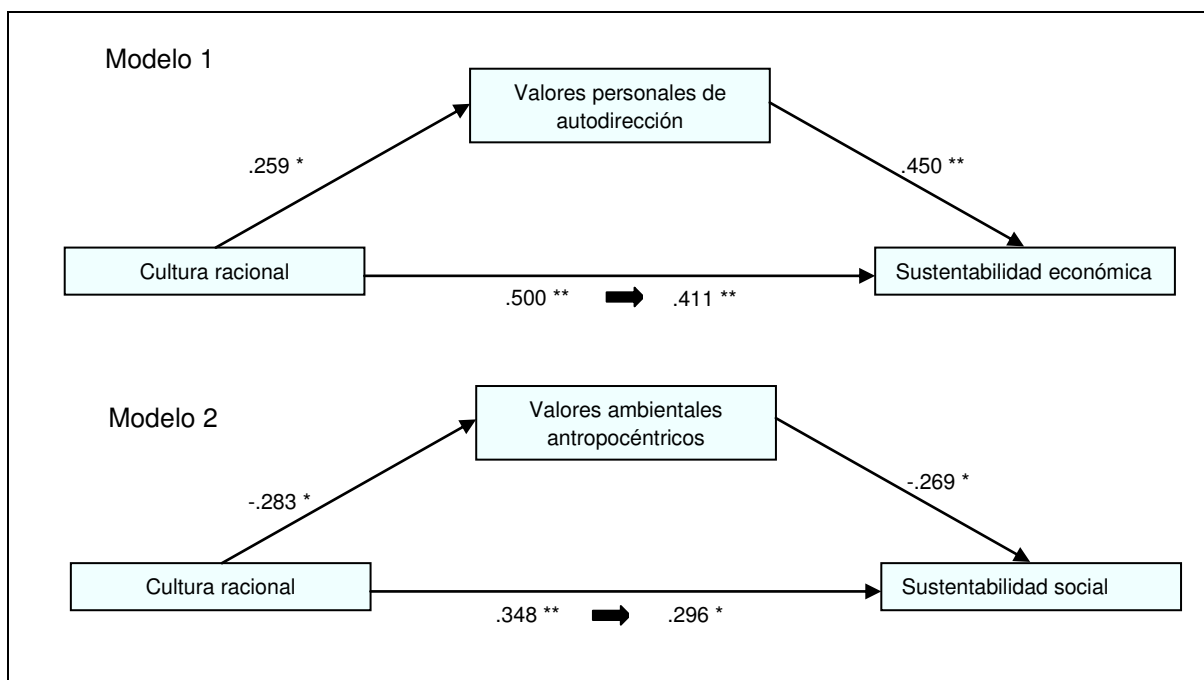 Modelo 1
Valores personales de
autodirección
.259 *
.450 **
Cultura racional
Sustentabilidad económica
.500 **
.411 **
Modelo 2
Valores ambientales
antropocéntricos
-.283 *
-.269 *
Cultura racional
Sustentabilidad social
.348 **
.296 *